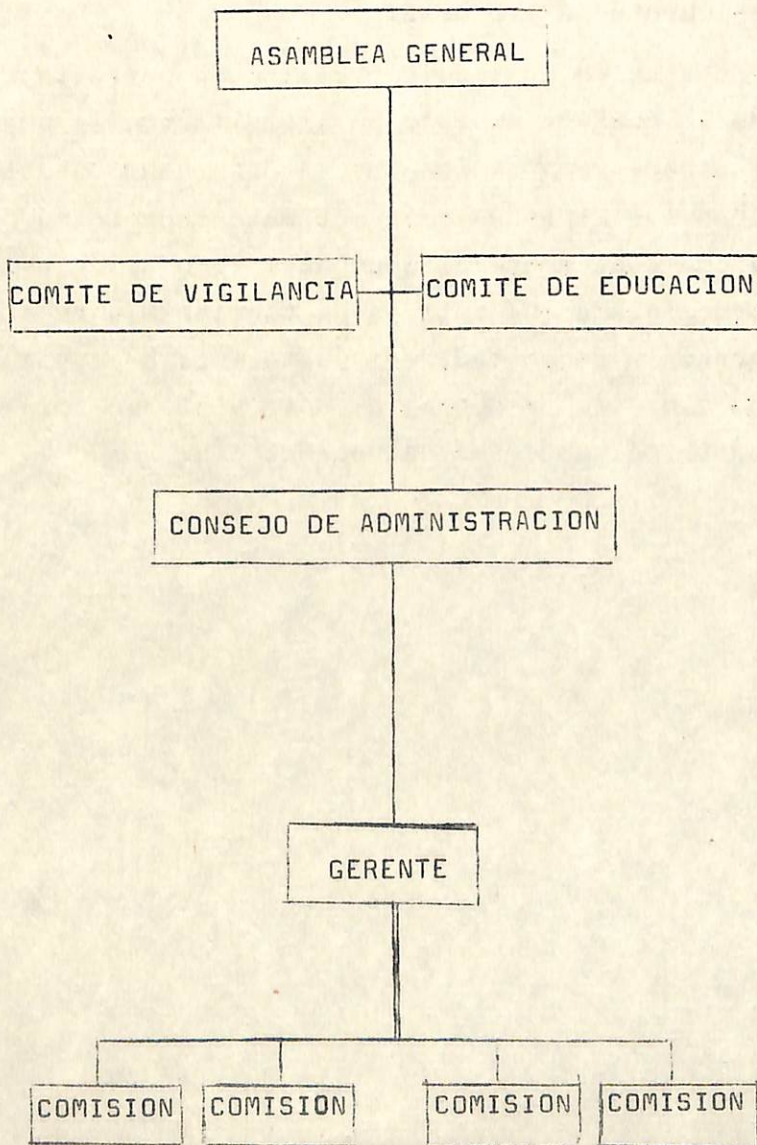 ASAMBLEA GENERAL
COMITE DE VIGILANCIA COMITE DE EDUCACION
CONSEJO DE ADMINISTRACION
GERENTE
COMISION COMISION COMISION COMISION